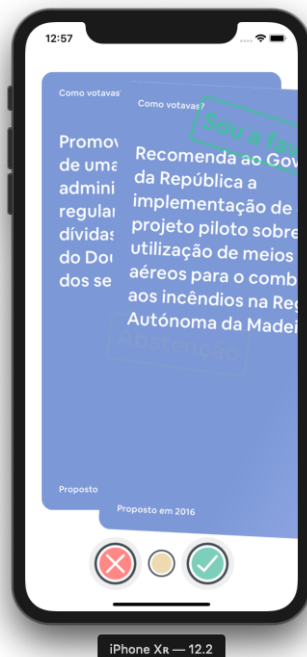 12:57
Como votavas?
Promov
de uma
admini
regular
dívidas
do Dou
dos se
Proposto
Como votavas?
Sou a fav
Recomenda ao Gov
da República a
implementação de
projeto piloto sobre
utilização de meios
aéreos para o comb
aos incêndios na Reg
Autónoma da Madei
Abstenção
Proposto em 2016
iPhone XR — 12.2